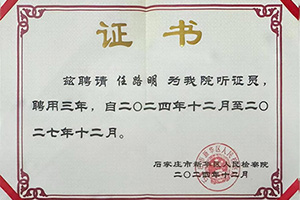 证书
兹聘请 任路明 为我院听证员，
聘用三年，自二〇二四年十二月至二〇
二七年十二月。
石家庄市新华区人民检察院
二〇二四年十二月